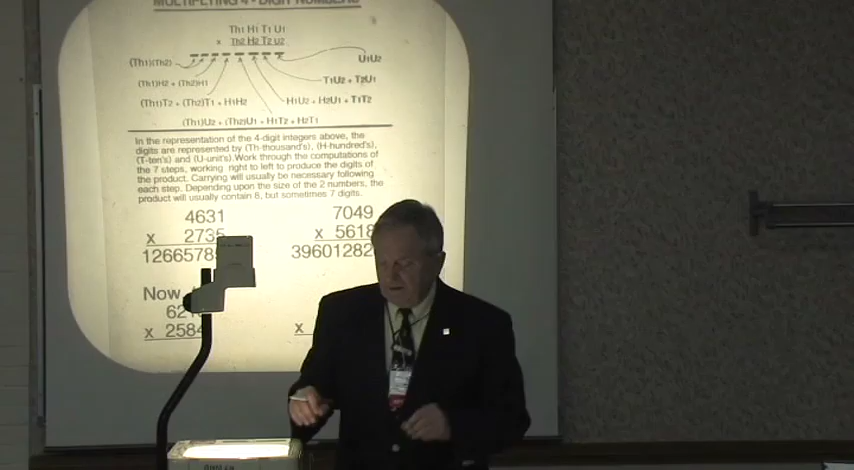 MULTIPLYING 4 - DIGIT NUMBERS
Th1 H1 T1 U1
x Th2 H2 T2 U2
(Th1)(Th2)
U1U2
(Th1)H2 + (Th2)H1
T1U2 + T2U1
(Th1)T2 + (Th2)T1 + H1H2
H1U2 + H2U1 + T1T2
(Th1)U2 + (Th2)U1 + H1T2 + H2T1
In the representation of the 4-digit integers above, the
digits are represented by (Th-thousand's), (H-hundred's),
(T-ten's) and (U-unit's).Work through the computations of
the 7 steps, working right to left to produce the digits of
the product. Carrying will usually be necessary following
each step. Depending upon the size of the 2 numbers, the
product will usually contain 8, but sometimes 7 digits.
4631 7049
x 2735 x 5618
1266578 39601282
Now
62
x 2584 x